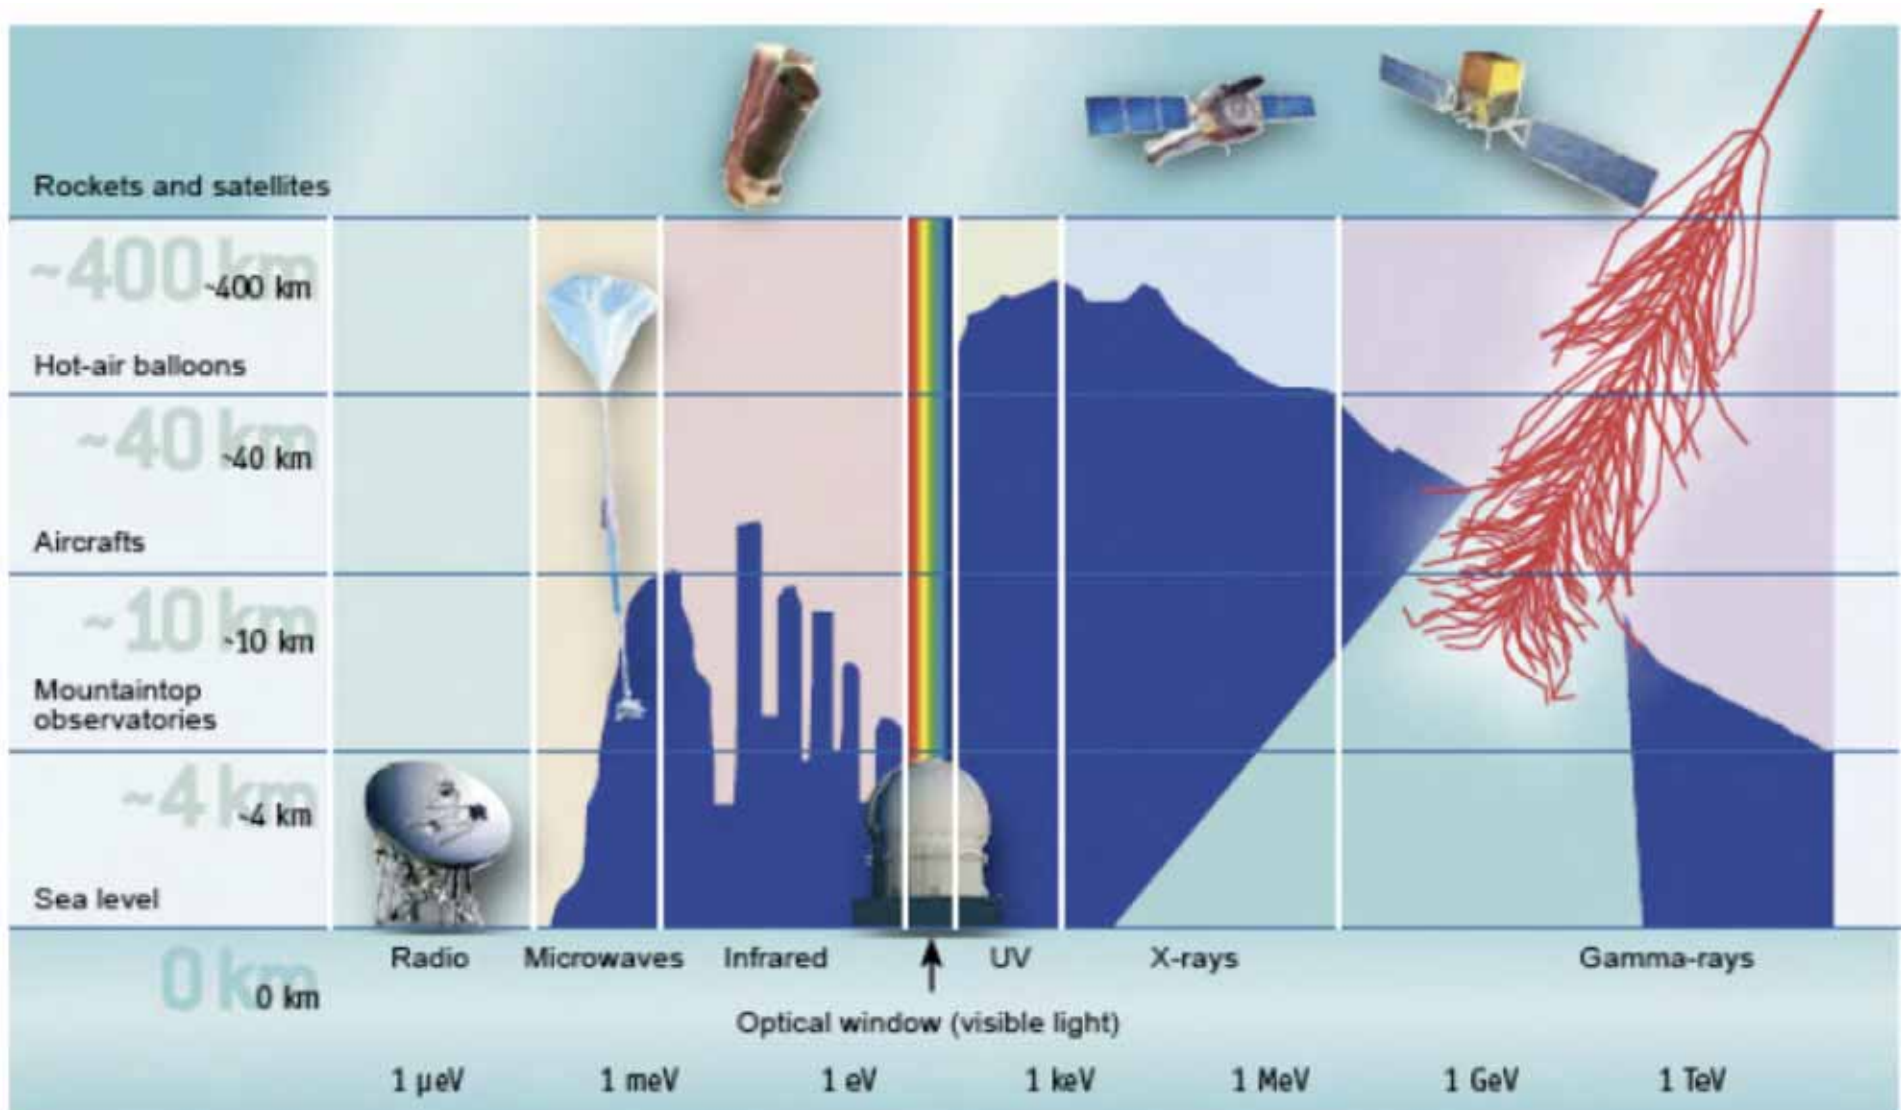 Rockets and satellites
~400 km
~400 km
Hot-air balloons
~40 km
~40 km
Aircrafts
~10 km
~10 km
Mountaintop
observatories
~4 km
~4 km
Sea level
0 km
0 km
Radio
Microwaves
Infrared
UV
X-rays
Gamma-rays
Optical window (visible light)
1 µeV
1 meV
1 eV
1 keV
1 MeV
1 GeV
1 TeV